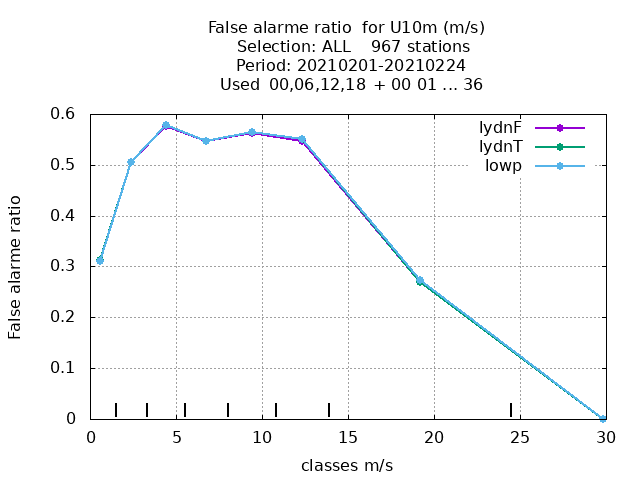 False alarme ratio for U10m (m/s)
Selection: ALL 967 stations
Period: 20210201-20210224
Used 00,06,12,18 + 00 01 ... 36
0.6
0.5
0.4
0.3
0.2
0.1
0
False alarme ratio
lydnF
lydnT
lowp
0 5 10 15 20 25 30
classes m/s